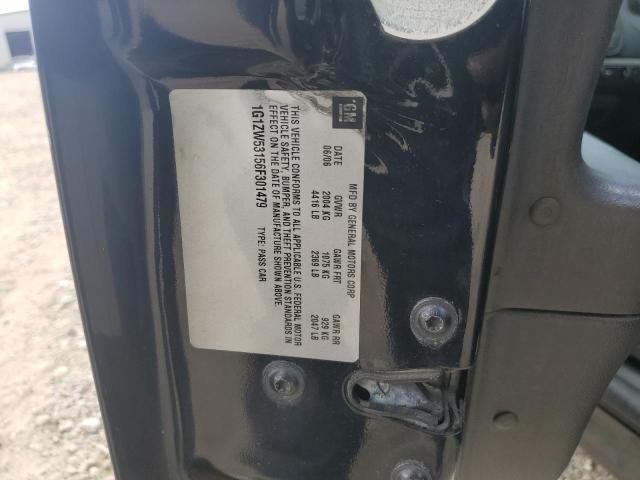 GM
MFD BY GENERAL MOTORS CORP
DATE GVWR GAWR FRT GAWR RR
06/06 2004 KG 1075 KG 929 KG
4416 LB 2369 LB 2047 LB
THIS VEHICLE CONFORMS TO ALL APPLICABLE U.S. FEDERAL MOTOR
VEHICLE SAFETY, BUMPER, AND THEFT PREVENTION STANDARDS IN
EFFECT ON THE DATE OF MANUFACTURE SHOWN ABOVE.
1G1ZW53156F301479 TYPE: PASS CAR